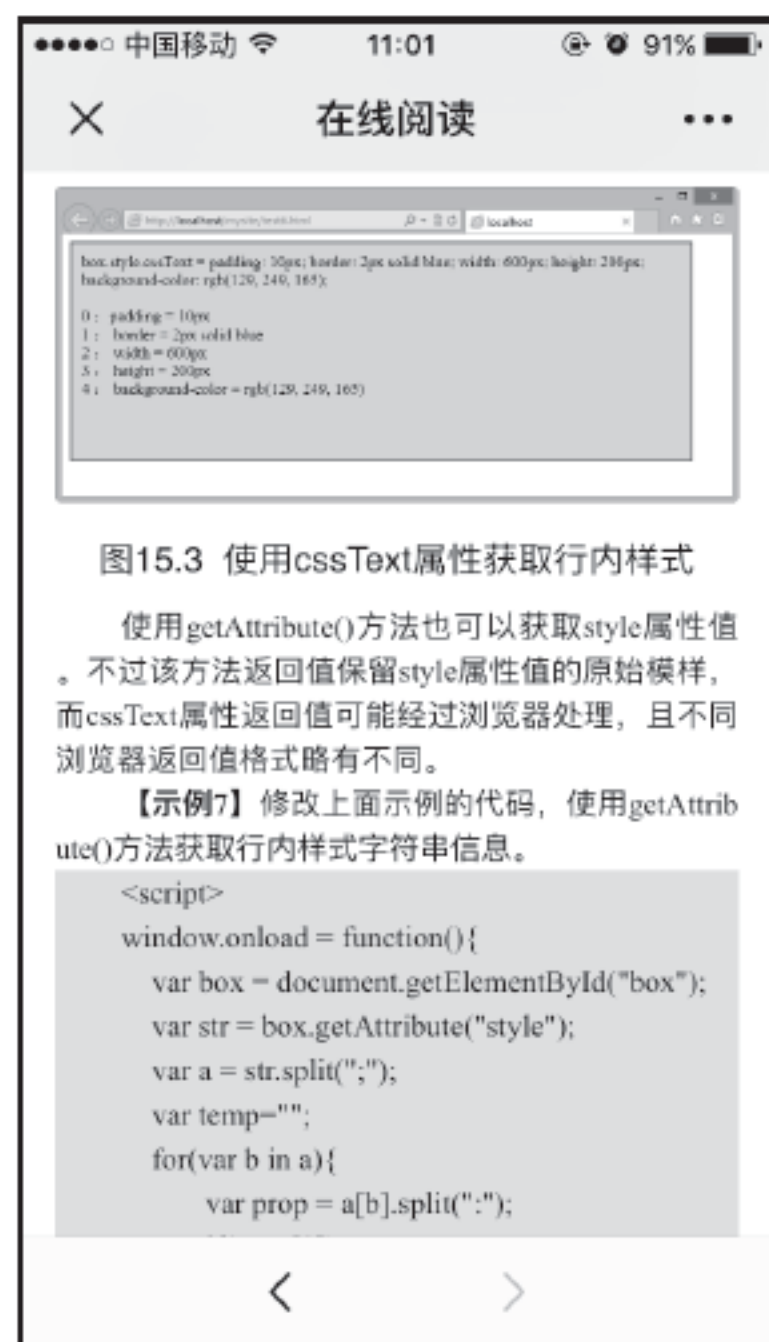 中国移动 11:01 91%
在线阅读
http://localhost/mysite/test6.html localhost
box.style.cssText = padding: 10px; border: 2px solid blue; width: 600px; height: 200px;
background-color: rgb(129, 249, 165);
0 : padding = 10px
1 : border = 2px solid blue
2 : width = 600px
3 : height = 200px
4 : background-color = rgb(129, 249, 165)
图15.3 使用cssText属性获取行内样式
使用getAttribute()方法也可以获取style属性值
。不过该方法返回值保留style属性值的原始模样，
而cssText属性返回值可能经过浏览器处理，且不同
浏览器返回值格式略有不同。
【示例7】修改上面示例的代码，使用getAttrib
ute()方法获取行内样式字符串信息。
<script>
window.onload = function(){
var box = document.getElementById("box");
var str = box.getAttribute("style");
var a = str.split(";");
var temp="";
for(var b in a){
var prop = a[b].split(":");